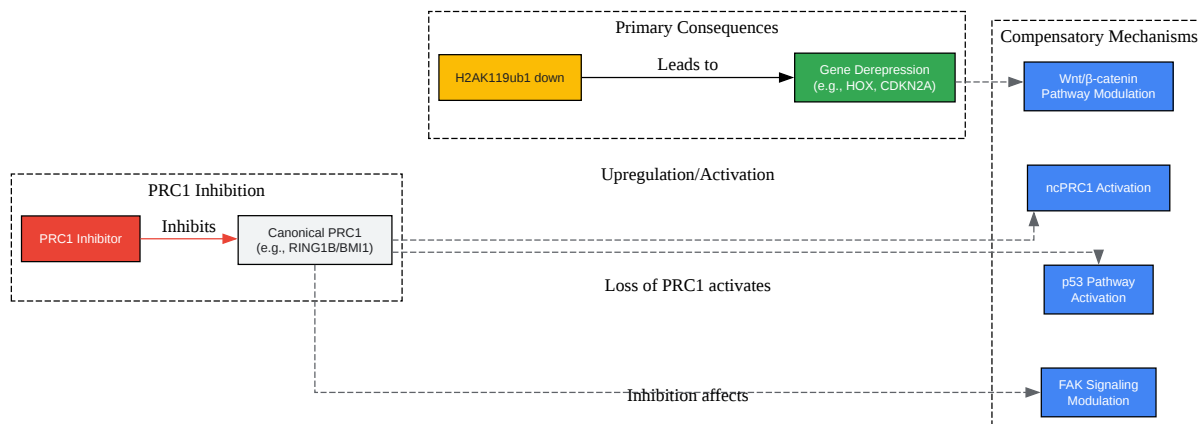 Primary Consequences
Compensatory Mechanisms
H2AK119ub1 down
Leads to
Gene Derepression
(e.g., HOX, CDKN2A)
Wnt/β-catenin
Pathway Modulation
Upregulation/Activation
PRC1 Inhibition
ncPRC1 Activation
PRC1 Inhibitor
Inhibits
Canonical PRC1
(e.g., RING1B/BMI1)
Loss of PRC1 activates
p53 Pathway
Activation
Inhibition affects
FAK Signaling
Modulation